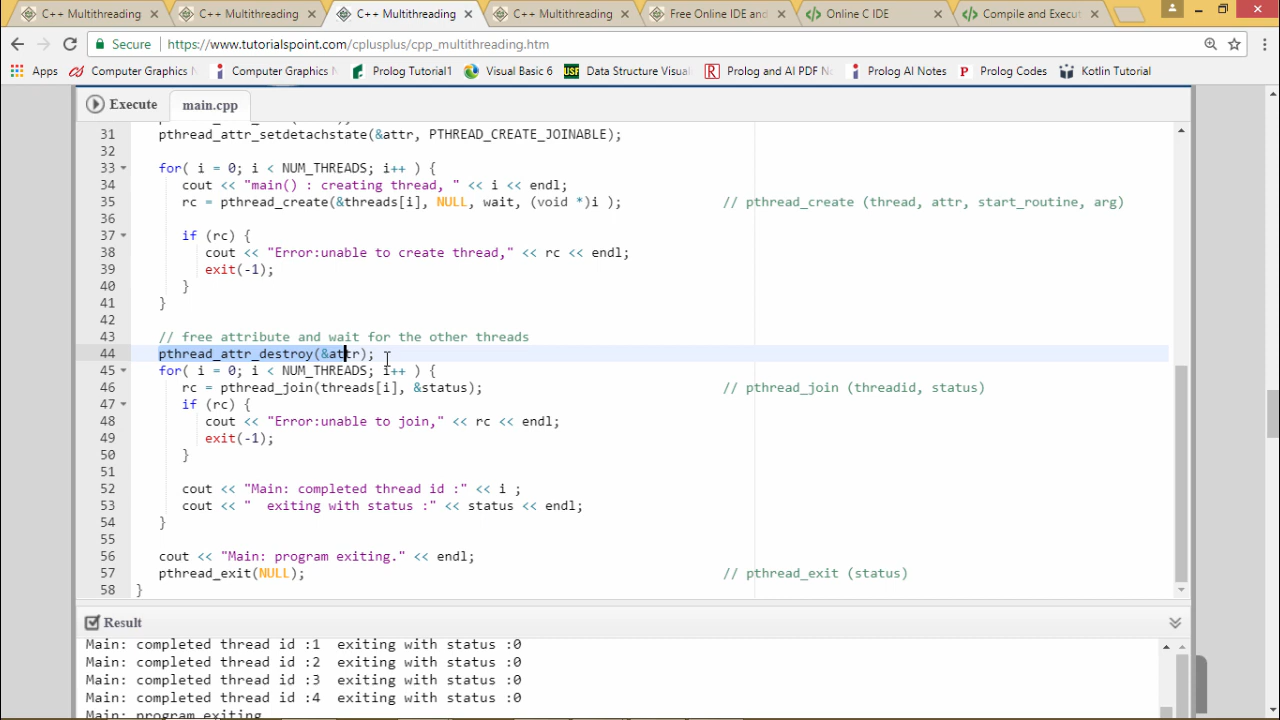 C++ Multithreading
C++ Multithreading
C++ Multithreading
C++ Multithreading
Free Online IDE and
Online C IDE
Compile and Execut
Secure
https://www.tutorialspoint.com/cplusplus/cpp_multithreading.htm
Apps
Computer Graphics
Computer Graphics N
Prolog Tutorial1
Visual Basic 6
USF Data Structure Visual
R Prolog and AI PDF N
Prolog AI Notes
P Prolog Codes
Kotlin Tutorial
Execute
main.cpp
31 pthread_attr_setdetachstate(&attr, PTHREAD_CREATE_JOINABLE);
32
33 for( i = 0; i < NUM_THREADS; i++ ) {
34 cout << "main() : creating thread, " << i << endl;
35 rc = pthread_create(&threads[i], NULL, wait, (void *)i ); // pthread_create (thread, attr, start_routine, arg)
36
37 if (rc) {
38 cout << "Error:unable to create thread," << rc << endl;
39 exit(-1);
40 }
41 }
42
43 // free attribute and wait for the other threads
44 pthread_attr_destroy(&attr);
45 for( i = 0; i < NUM_THREADS; i++ ) {
46 rc = pthread_join(threads[i], &status); // pthread_join (threadid, status)
47 if (rc) {
48 cout << "Error:unable to join," << rc << endl;
49 exit(-1);
50 }
51
52 cout << "Main: completed thread id :" << i ;
53 cout << "  exiting with status :" << status << endl;
54 }
55
56 cout << "Main: program exiting." << endl;
57 pthread_exit(NULL); // pthread_exit (status)
58 }
Result
Main: completed thread id :1  exiting with status :0
Main: completed thread id :2  exiting with status :0
Main: completed thread id :3  exiting with status :0
Main: completed thread id :4  exiting with status :0
Main: program exiting